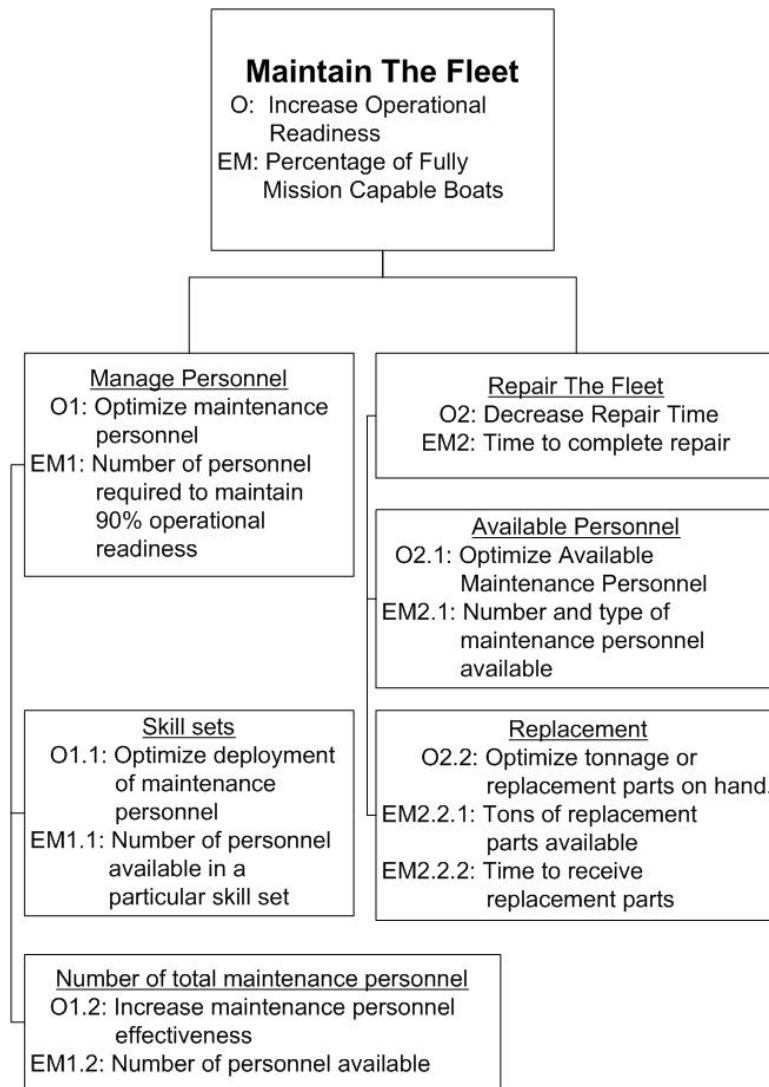 Maintain The Fleet
O: Increase Operational
Readiness
EM: Percentage of Fully
Mission Capable Boats
Manage Personnel
O1: Optimize maintenance
personnel
EM1: Number of personnel
required to maintain
90% operational
readiness
Skill sets
O1.1: Optimize deployment
of maintenance
personnel
EM1.1: Number of personnel
available in a
particular skill set
Number of total maintenance personnel
O1.2: Increase maintenance personnel
effectiveness
EM1.2: Number of personnel available
Repair The Fleet
O2: Decrease Repair Time
EM2: Time to complete repair
Available Personnel
O2.1: Optimize Available
Maintenance Personnel
EM2.1: Number and type of
maintenance personnel
available
Replacement
O2.2: Optimize tonnage or
replacement parts on hand.
EM2.2.1: Tons of replacement
parts available
EM2.2.2: Time to receive
replacement parts